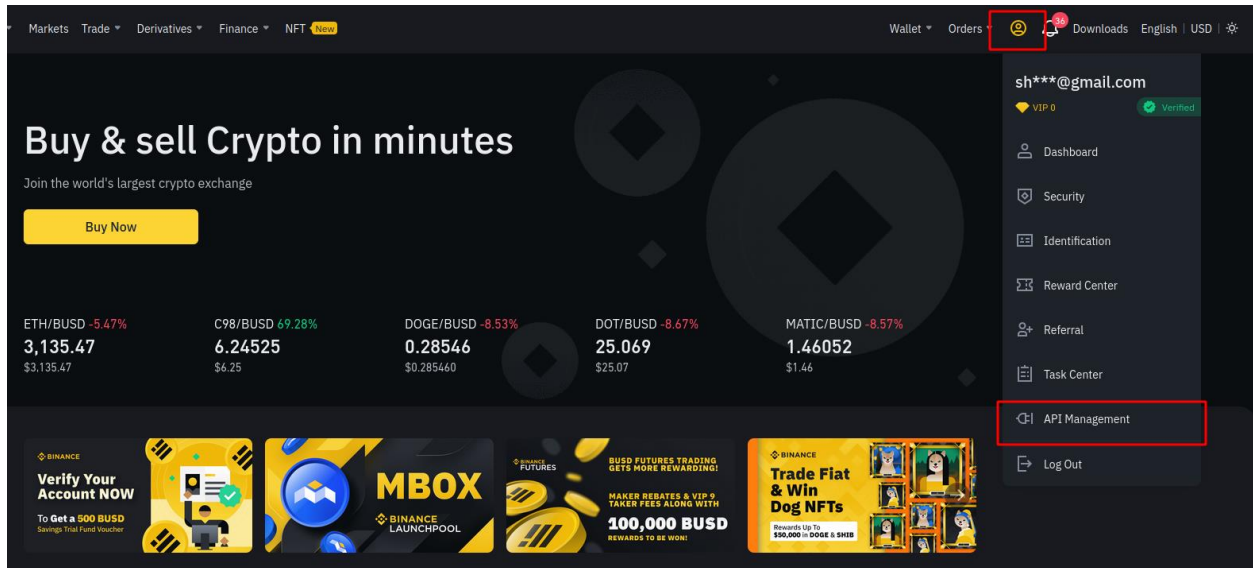 Markets Trade Derivatives Finance NFT New
Wallet Orders 36 Downloads English | USD
sh***@gmail.com
VIP 0 Verified
Dashboard
Security
Identification
Reward Center
Referral
Task Center
API Management
Log Out
Buy & sell Crypto in minutes
Join the world's largest crypto exchange
Buy Now
ETH/BUSD -5.47%
3,135.47
$3,135.47
C98/BUSD 69.28%
6.24525
$6.25
DOGE/BUSD -8.53%
0.28546
$0.285460
DOT/BUSD -8.67%
25.069
$25.07
MATIC/BUSD -8.57%
1.46052
$1.46
BINANCE
Verify Your
Account NOW
To Get a 500 BUSD
Savings Trial Fund Voucher
MBOX
BINANCE
LAUNCHPOOL
BINANCE
FUTURES
BUSD FUTURES TRADING
GETS MORE REWARDING!
MAKER REBATES & VIP 9
TAKER FEES ALONG WITH
100,000 BUSD
REWARDS TO BE WON!
BINANCE
Trade Fiat
& Win
Dog NFTs
Rewards Up To
$50,000 in DOGE & SHIB